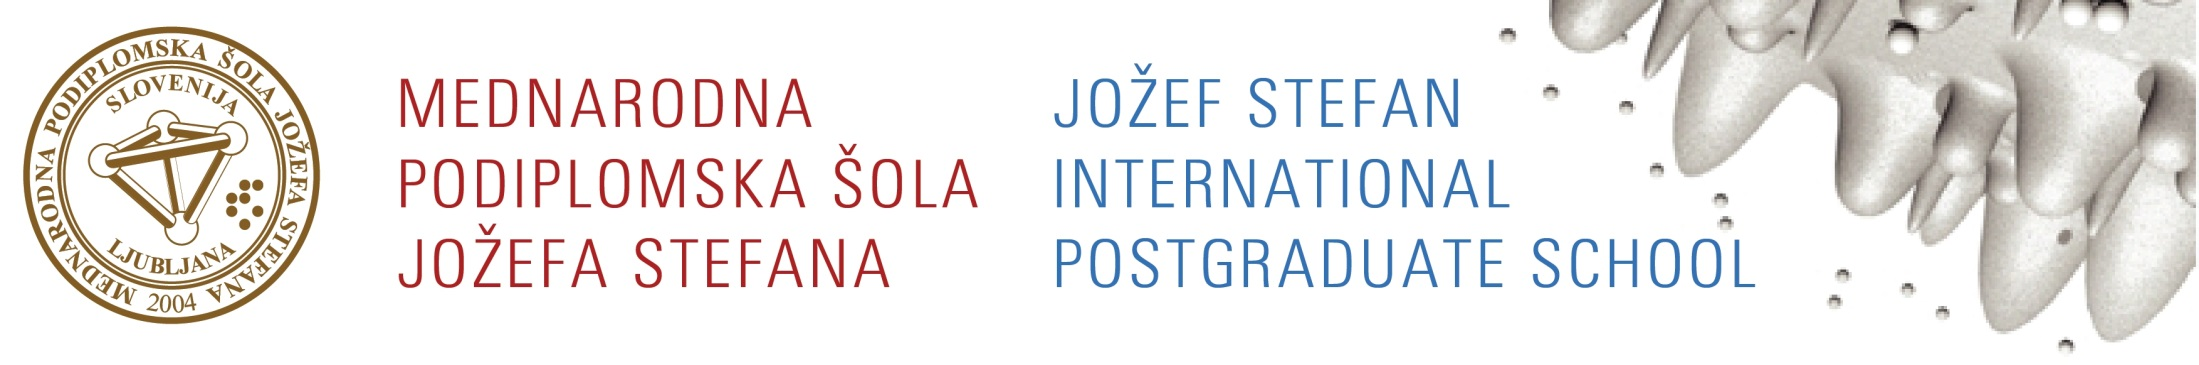 MEDNARODNA PODIPLOMSKA ŠOLA JOŽEFA STEFANA
SLOVENIJA
LJUBLJANA
2004
MEDNARODNA
PODIPLOMSKA ŠOLA
JOŽEFA STEFANA
JOŽEF STEFAN
INTERNATIONAL
POSTGRADUATE SCHOOL